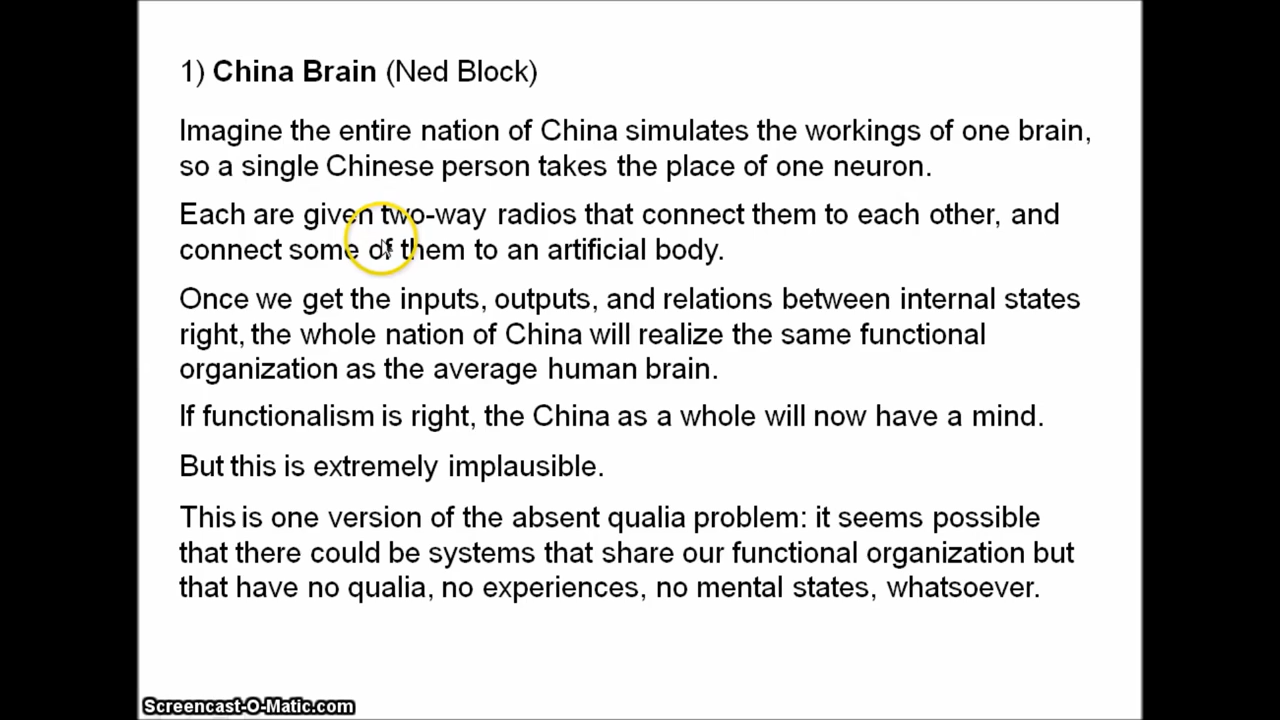 1) China Brain (Ned Block)
Imagine the entire nation of China simulates the workings of one brain,
so a single Chinese person takes the place of one neuron.
Each are given two-way radios that connect them to each other, and
connect some of them to an artificial body.
Once we get the inputs, outputs, and relations between internal states
right, the whole nation of China will realize the same functional
organization as the average human brain.
If functionalism is right, the China as a whole will now have a mind.
But this is extremely implausible.
This is one version of the absent qualia problem: it seems possible
that there could be systems that share our functional organization but
that have no qualia, no experiences, no mental states, whatsoever.
Screencast-O-Matic.com